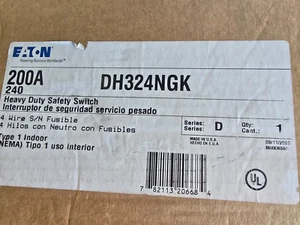 EATON
Powering Business Worldwide
200A
DH324NGK
240
Heavy Duty Safety Switch
Interruptor de seguridad servicio pesado
4 Wire S/N Fusible
4 Hilos con Neutro con Fusibles
Series: D
Serie:
Qty.: 1
Cant.:
Type 1 Indoor
(NEMA) Tipo 1 uso interior
MADE IN U.S.A.
HECHO EN E.U.A.
7 82113 20668 4
UL